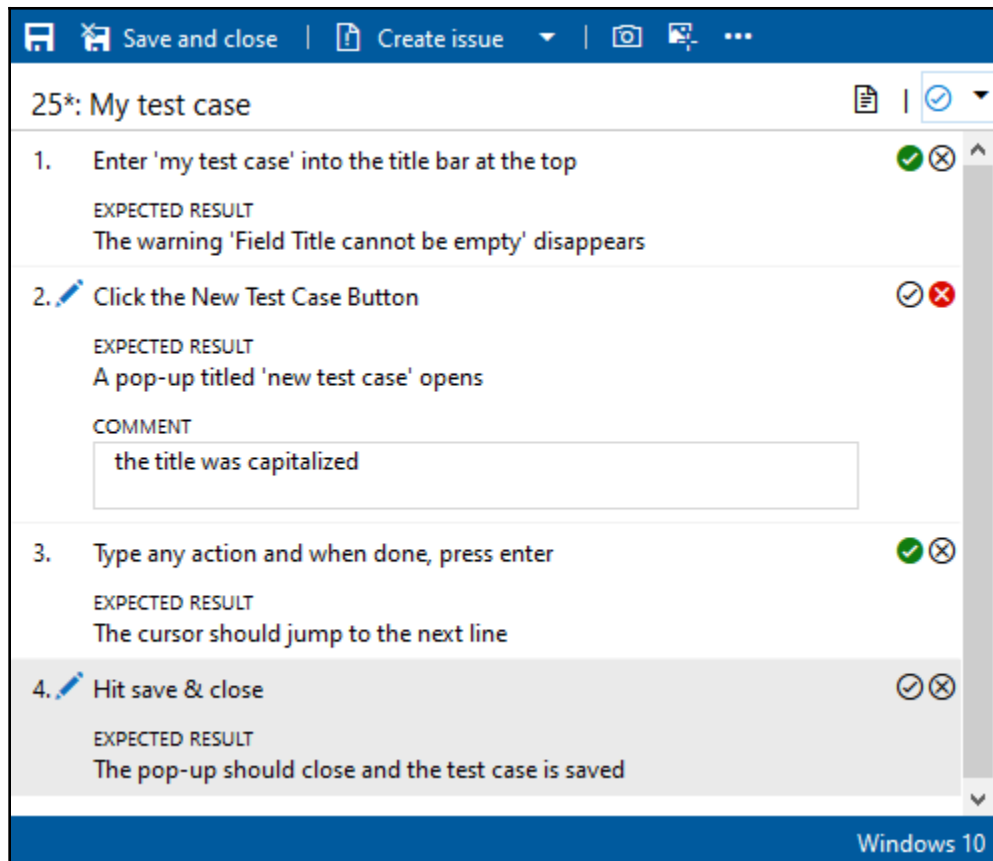 Save and close | Create issue | •••
25*: My test case |
1. Enter 'my test case' into the title bar at the top
EXPECTED RESULT
The warning 'Field Title cannot be empty' disappears
2. Click the New Test Case Button
EXPECTED RESULT
A pop-up titled 'new test case' opens
COMMENT
the title was capitalized
3. Type any action and when done, press enter
EXPECTED RESULT
The cursor should jump to the next line
4. Hit save & close
EXPECTED RESULT
The pop-up should close and the test case is saved
Windows 10